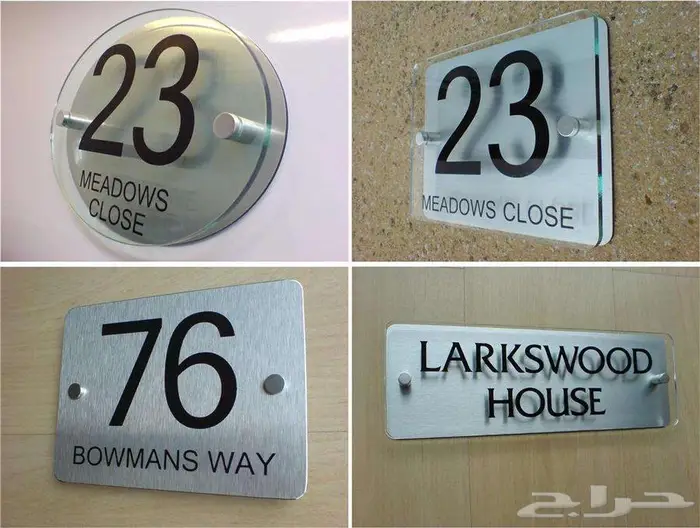 23
MEADOWS
CLOSE
23
MEADOWS CLOSE
76
BOWMANS WAY
LARKSWOOD
HOUSE
حراج